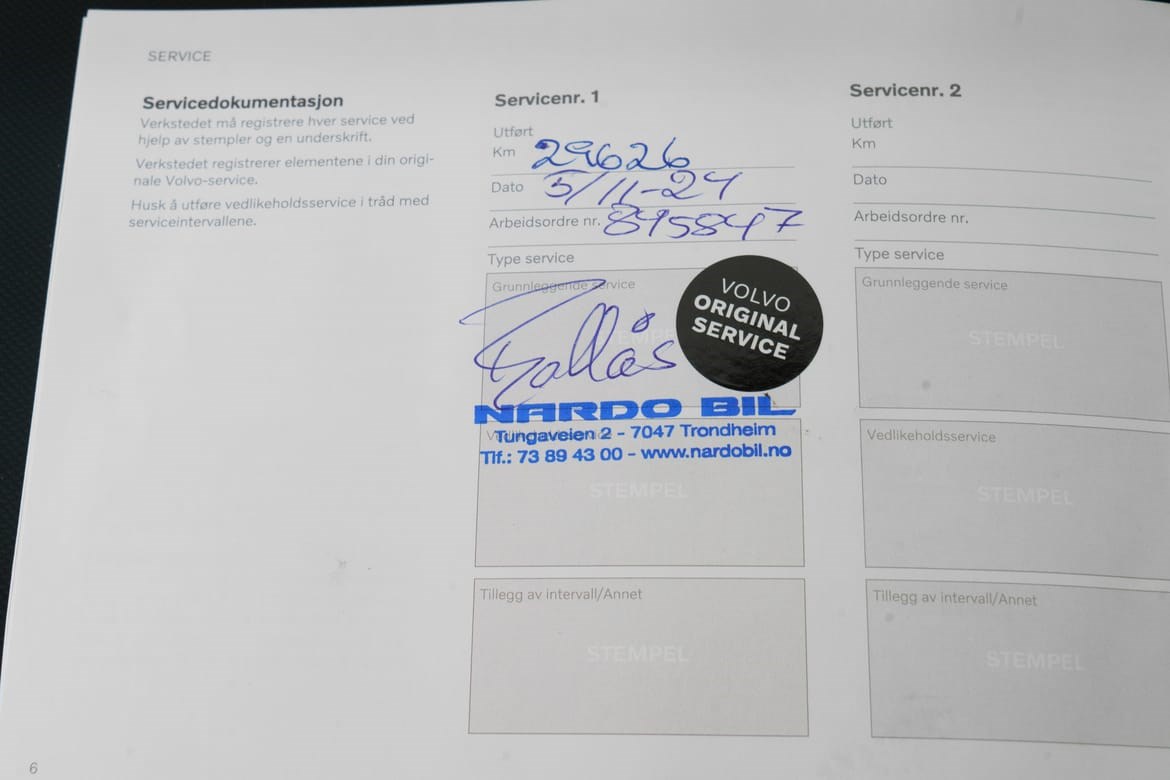 SERVICE
Servicedokumentasjon
Verkstedet må registrere hver service ved
hjelp av stempler og en underskrift.
Verkstedet registrerer elementene i din origi-
nale Volvo-service.
Husk å utføre vedlikeholdsservice i tråd med
serviceintervallene.
Servicenr. 1
Utført
Km 29626
Dato 5/11-24
Arbeidsordre nr. 895847
Type service
Grunnleggende service
VOLVO
ORIGINAL
SERVICE
NARDO BIL
Tungaveien 2 - 7047 Trondheim
Tlf.: 73 89 43 00 - www.nardobil.no
STEMPEL
Tillegg av intervall/Annet
STEMPEL
Servicenr. 2
Utført
Km
Dato
Arbeidsordre nr.
Type service
Grunnleggende service
STEMPEL
Vedlikeholdsservice
STEMPEL
Tillegg av intervall/Annet
STEMPEL
6